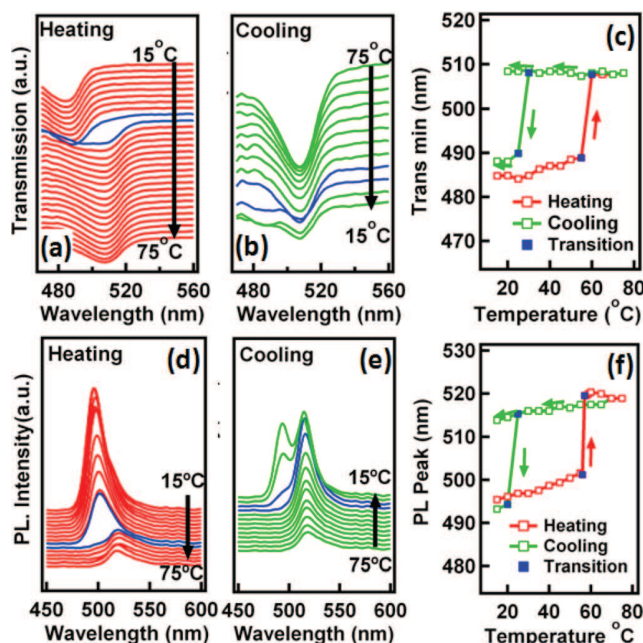 Heating
15°C
Transmission (a.u.)
(a)
75°C
480 520 560
Wavelength (nm)
Cooling
75°C
(b)
15°C
480 520 560
Wavelength (nm)
(c)
520
510
500
490
480
470
Trans min (nm)
Heating
Cooling
Transition
20 40 60
Temperature (°C)
Heating
(d)
PL. Intensity(a.u.)
15°C
75°C
450 500 550 600
Wavelength (nm)
Cooling
(e)
15°C
75°C
450 500 550 600
Wavelength (nm)
530
(f)
520
510
500
490
480
PL Peak (nm)
Heating
Cooling
Transition
20 40 60 80
Temperature °C